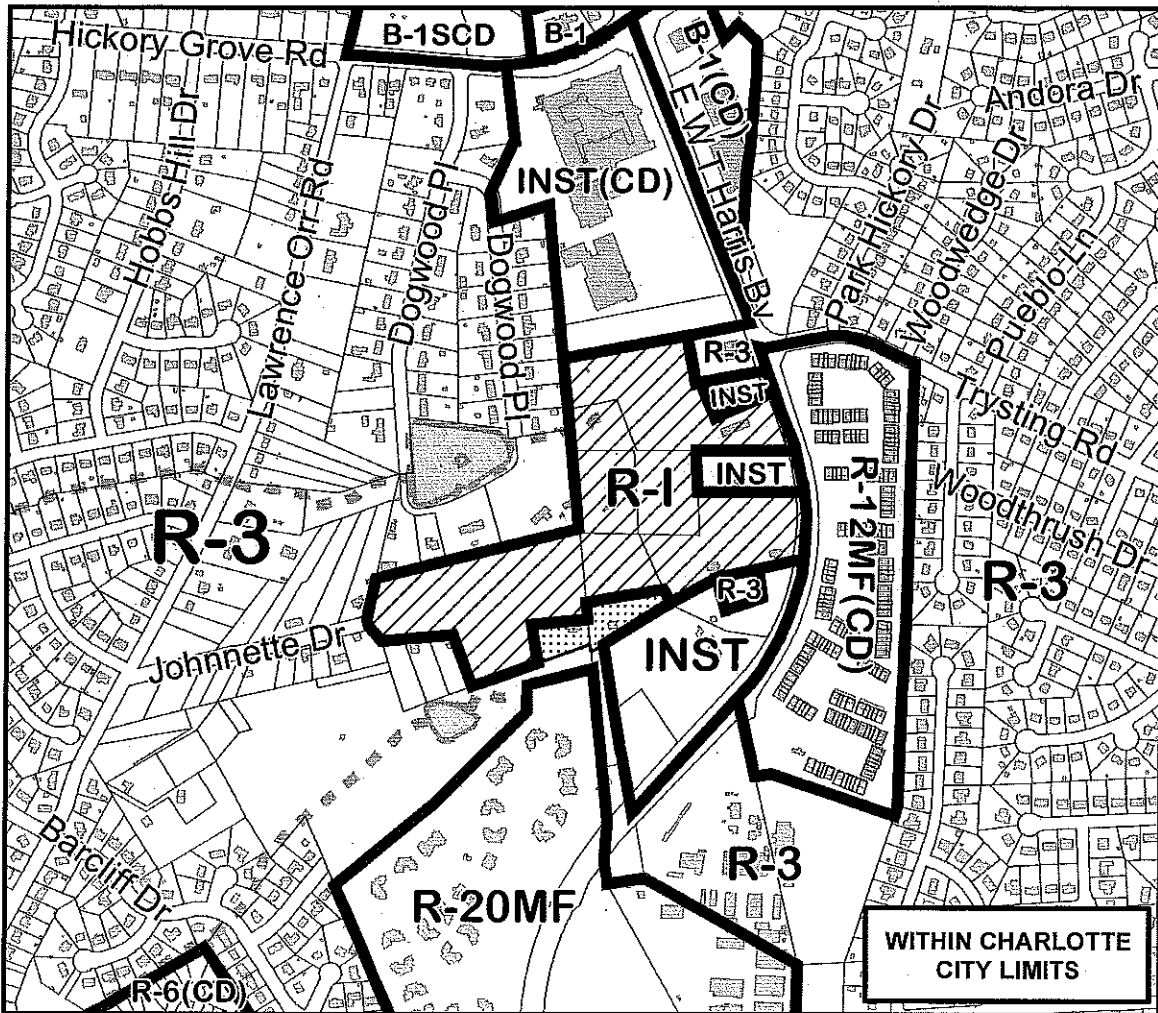 Hickory Grove Rd
B-1SCD
B-1
B-1(CD)
E W T Harris Bv
Andora Dr
Hobbs Hill Dr
Lawrence Orr Rd
Dogwood Pl
Dogwood Pl
INST(CD)
Park Hickory Dr
Woodwedge Dr
Pueblo Ln
Trysting Rd
Woodthrush Dr
R-3
INST
INST
R-I
R-12MF(CD)
R-3
R-3
R-3
INST
Johnnette Dr
Barcliff Dr
R-20MF
R-3
R-6(CD)
WITHIN CHARLOTTE
CITY LIMITS